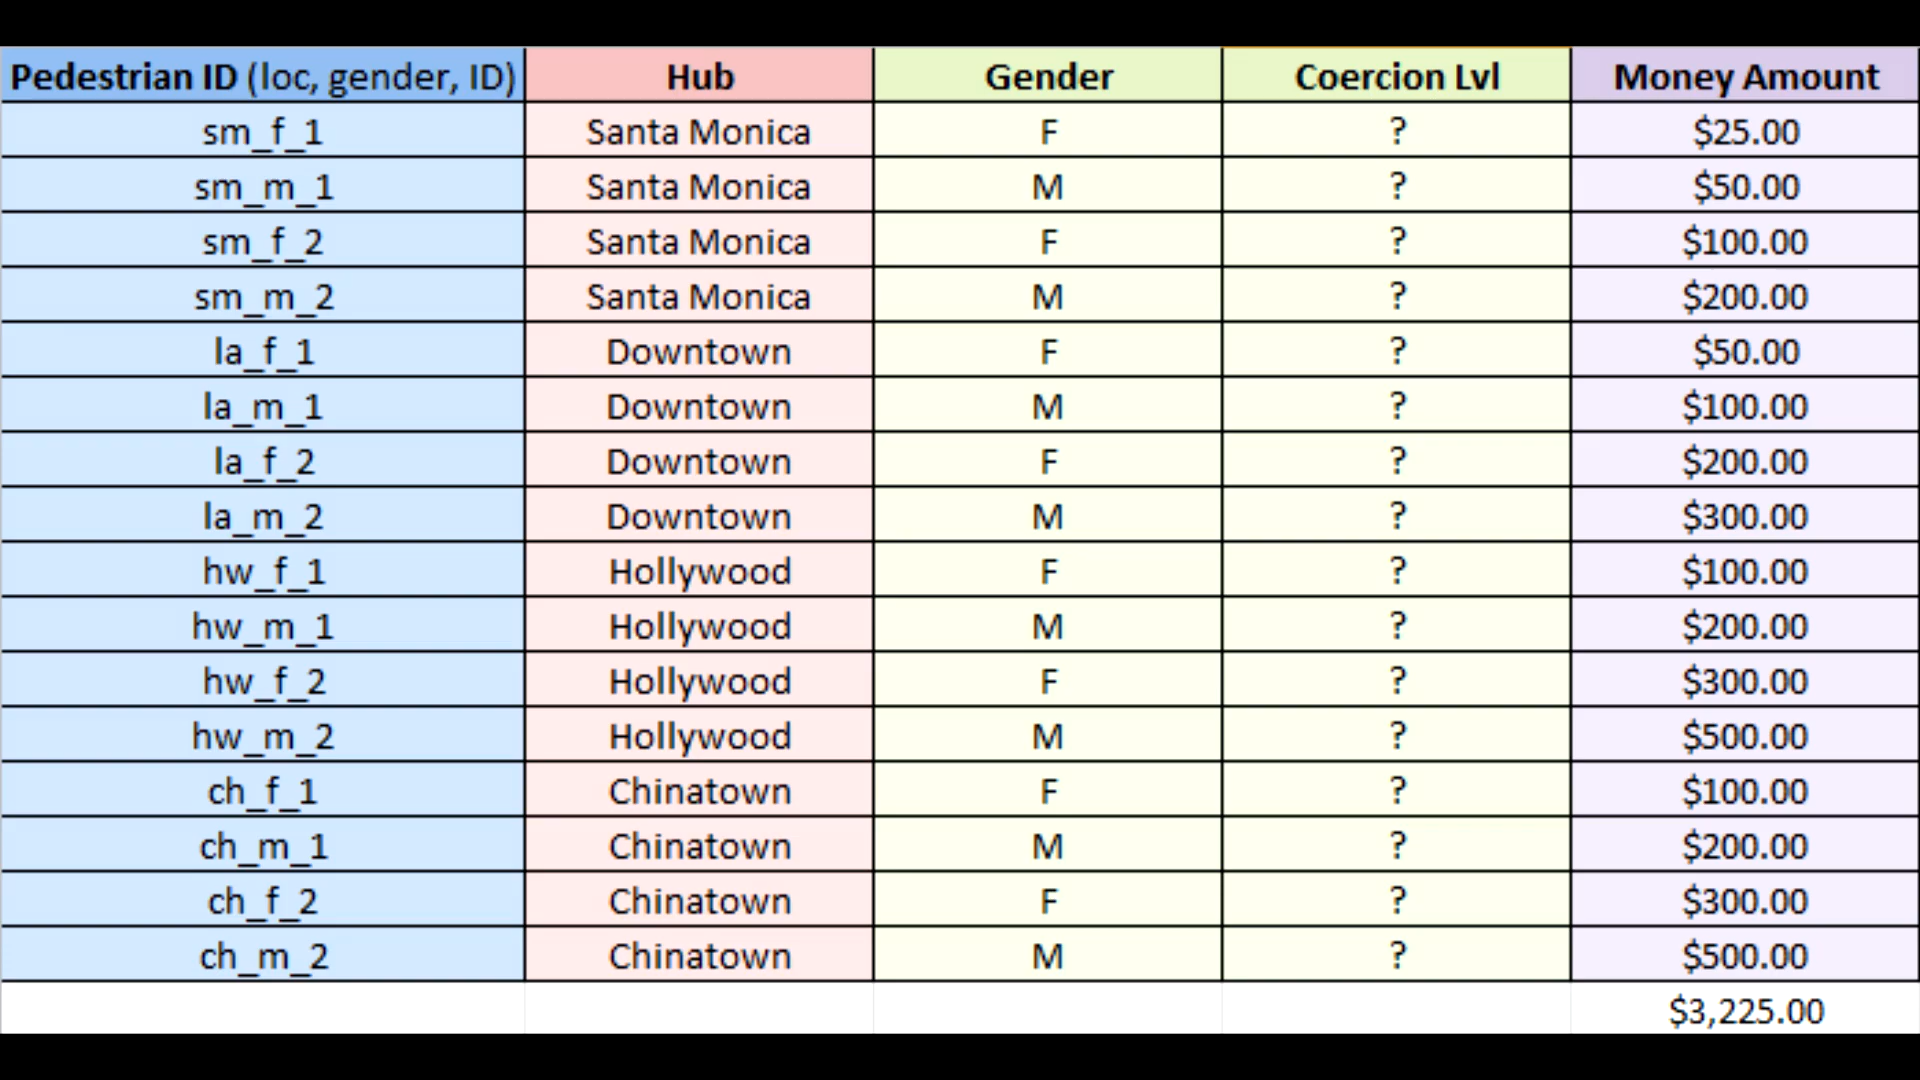 Pedestrian ID (loc, gender, ID) Hub Gender Coercion Lvl Money Amount
sm_f_1 Santa Monica F ? $25.00
sm_m_1 Santa Monica M ? $50.00
sm_f_2 Santa Monica F ? $100.00
sm_m_2 Santa Monica M ? $200.00
la_f_1 Downtown F ? $50.00
la_m_1 Downtown M ? $100.00
la_f_2 Downtown F ? $200.00
la_m_2 Downtown M ? $300.00
hw_f_1 Hollywood F ? $100.00
hw_m_1 Hollywood M ? $200.00
hw_f_2 Hollywood F ? $300.00
hw_m_2 Hollywood M ? $500.00
ch_f_1 Chinatown F ? $100.00
ch_m_1 Chinatown M ? $200.00
ch_f_2 Chinatown F ? $300.00
ch_m_2 Chinatown M ? $500.00
$3,225.00